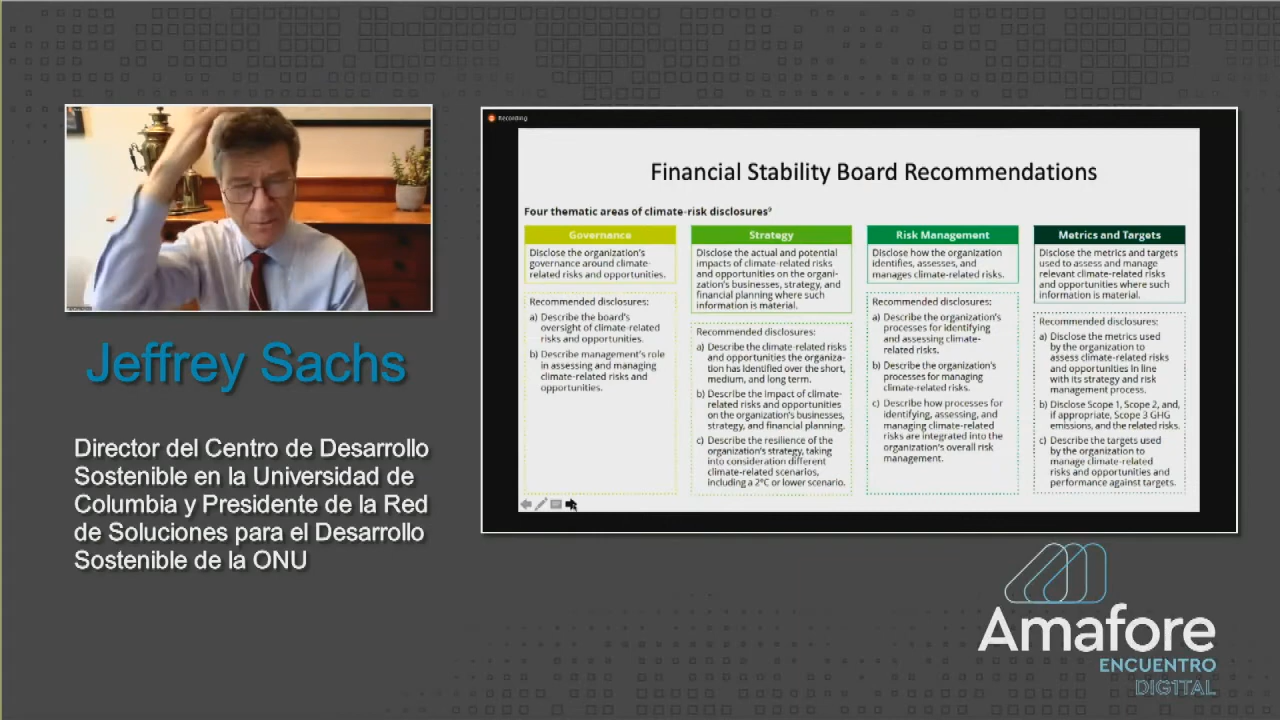 Recording
Financial Stability Board Recommendations
Four thematic areas of climate-risk disclosures⁹
Governance
Disclose the organization's
governance around climate-
related risks and opportunities.
Recommended disclosures:
a) Describe the board's
oversight of climate-related
risks and opportunities.
b) Describe management's role
in assessing and managing
climate-related risks and
opportunities.
Strategy
Disclose the actual and potential
impacts of climate-related risks
and opportunities on the organi-
zation's businesses, strategy, and
financial planning where such
information is material.
Recommended disclosures:
a) Describe the climate-related risks
and opportunities the organiza-
tion has identified over the short,
medium, and long term.
b) Describe the impact of climate-
related risks and opportunities
on the organization's businesses,
strategy, and financial planning.
c) Describe the resilience of the
organization's strategy, taking
into consideration different
climate-related scenarios,
including a 2°C or lower scenario.
Risk Management
Disclose how the organization
identifies, assesses, and
manages climate-related risks.
Recommended disclosures:
a) Describe the organization's
processes for identifying
and assessing climate-
related risks.
b) Describe the organization's
processes for managing
climate-related risks.
c) Describe how processes for
identifying, assessing, and
managing climate-related
risks are integrated into the
organization's overall risk
management.
Metrics and Targets
Disclose the metrics and targets
used to assess and manage
relevant climate-related risks
and opportunities where such
information is material.
Recommended disclosures:
a) Disclose the metrics used
by the organization to
assess climate-related risks
and opportunities in line
with its strategy and risk
management process.
b) Disclose Scope 1, Scope 2, and,
if appropriate, Scope 3 GHG
emissions, and the related risks.
c) Describe the targets used
by the organization to
manage climate-related
risks and opportunities and
performance against targets.
Jeffrey Sachs
Director del Centro de Desarrollo
Sostenible en la Universidad de
Columbia y Presidente de la Red
de Soluciones para el Desarrollo
Sostenible de la ONU
Amafore
ENCUENTRO
DIGITAL